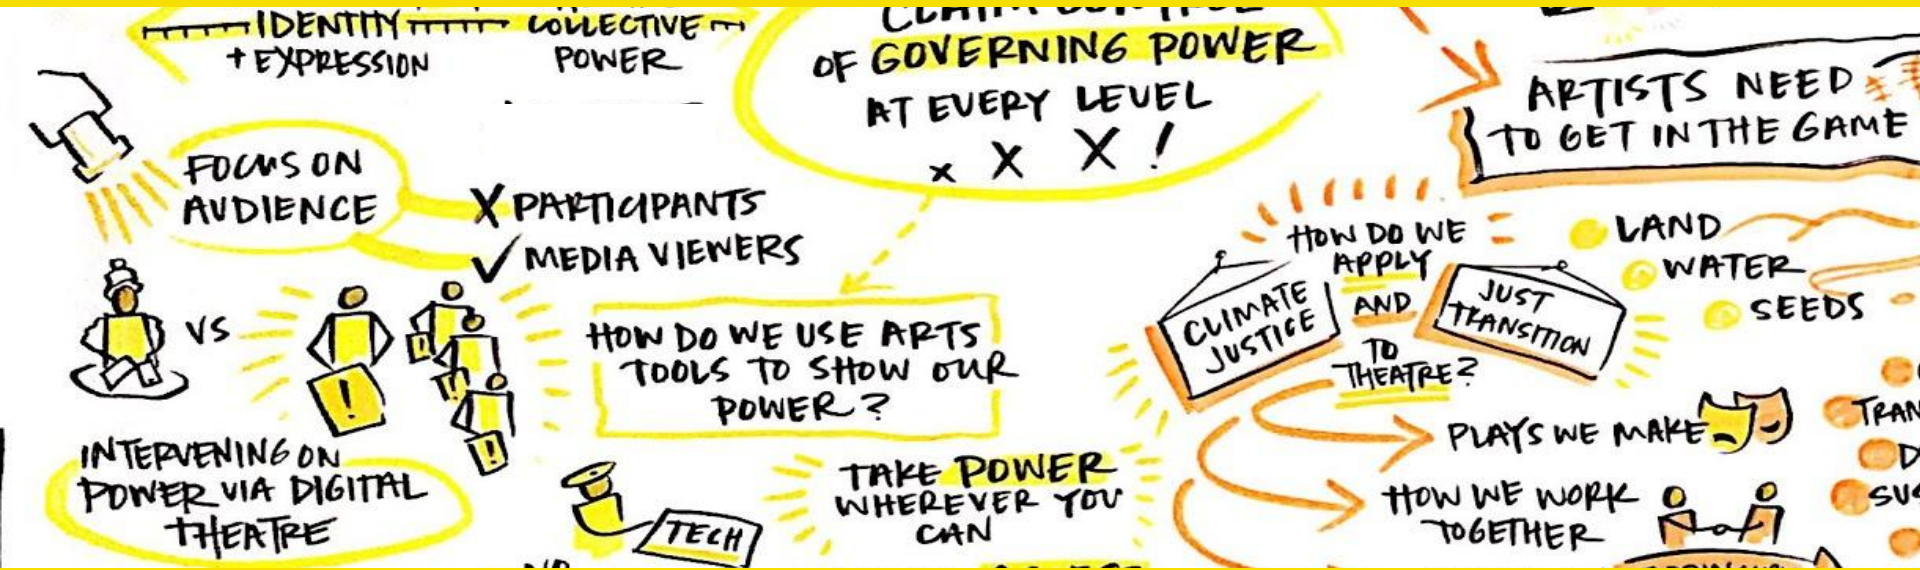 IDENTITY
+ EXPRESSION
COLLECTIVE
POWER
OF GOVERNING POWER
AT EVERY LEVEL
x X X !
ARTISTS NEED
TO GET IN THE GAME
FOCUS ON
AUDIENCE
X PARTICIPANTS
✓ MEDIA VIEWERS
VS
!
!
!
!
HOW DO WE USE ARTS
TOOLS TO SHOW OUR
POWER?
INTERVENING ON
POWER VIA DIGITAL
THEATRE
TECH
TAKE POWER
WHEREVER YOU
CAN
HOW DO WE
APPLY
CLIMATE
JUSTICE
AND
JUST
TRANSITION
TO
THEATRE?
LAND
WATER
SEEDS
PLAYS WE MAKE
HOW WE WORK
TOGETHER